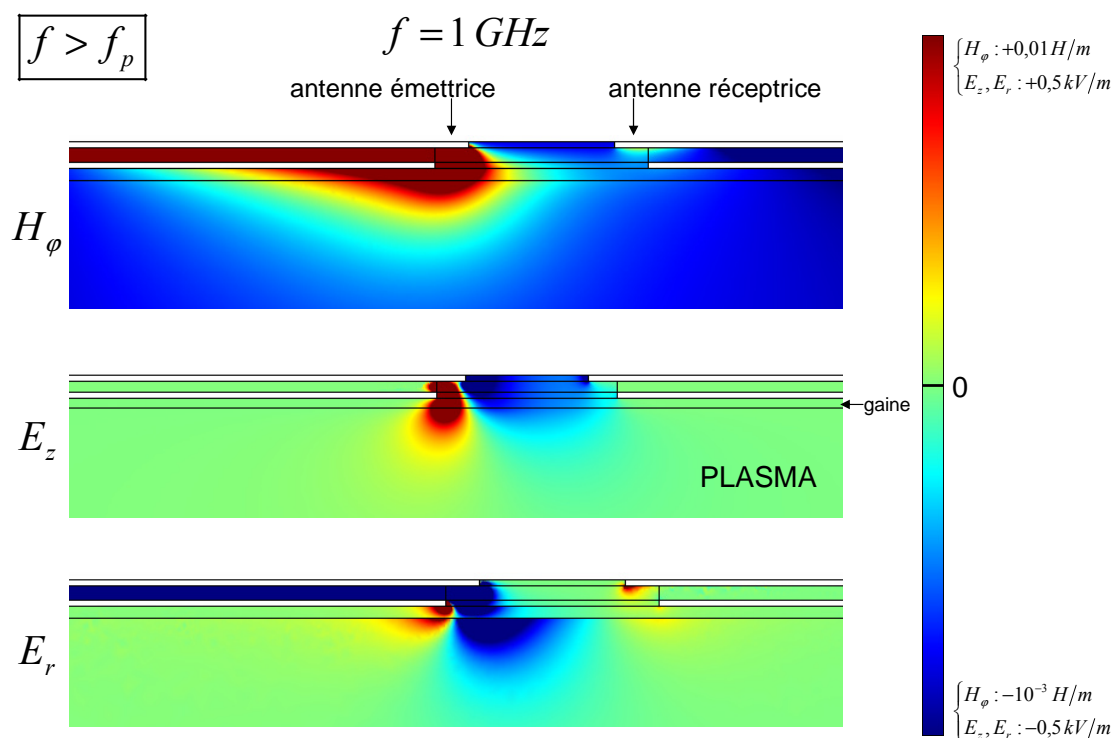 f > f_p
f = 1 GHz
antenne émettrice
antenne réceptrice
H_φ : +0,01 H/m
E_z, E_r : +0,5 kV/m
H_φ
0
gaine
E_z
PLASMA
E_r
H_φ : −10⁻³ H/m
E_z, E_r : −0,5 kV/m